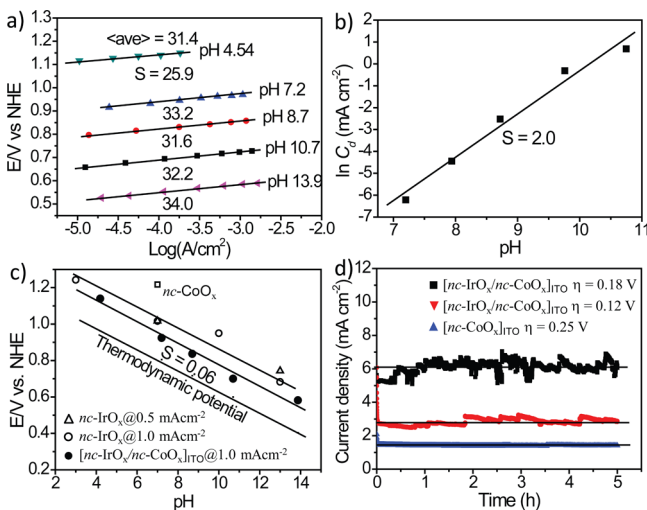 a)
<ave> = 31.4
pH 4.54
S = 25.9
pH 7.2
33.2
pH 8.7
31.6
pH 10.7
32.2
pH 13.9
34.0
1.3
1.2
1.1
1.0
0.9
0.8
0.7
0.6
0.5
E/V vs NHE
-5.0 -4.5 -4.0 -3.5 -3.0 -2.5 -2.0
Log(A/cm²)
b)
2
1
0
-1
-2
-3
-4
-5
-6
ln C_d (mA cm⁻²)
S = 2.0
7 8 9 10 11
pH
c)
nc-CoOₓ
S = 0.06
Thermodynamic potential
△ nc-IrOₓ@0.5 mAcm⁻²
○ nc-IrOₓ@1.0 mAcm⁻²
● [nc-IrOₓ/nc-CoOₓ]ITO@1.0 mAcm⁻²
1.2
1.0
0.8
0.6
0.4
0.2
E/V vs. NHE
2 4 6 8 10 12 14
pH
d)
■ [nc-IrOₓ/nc-CoOₓ]ITO η = 0.18 V
▼ [nc-IrOₓ/nc-CoOₓ]ITO η = 0.12 V
▲ [nc-CoOₓ]ITO η = 0.25 V
10
8
6
4
2
0
Current density (mA cm⁻²)
0 1 2 3 4 5 6
Time (h)